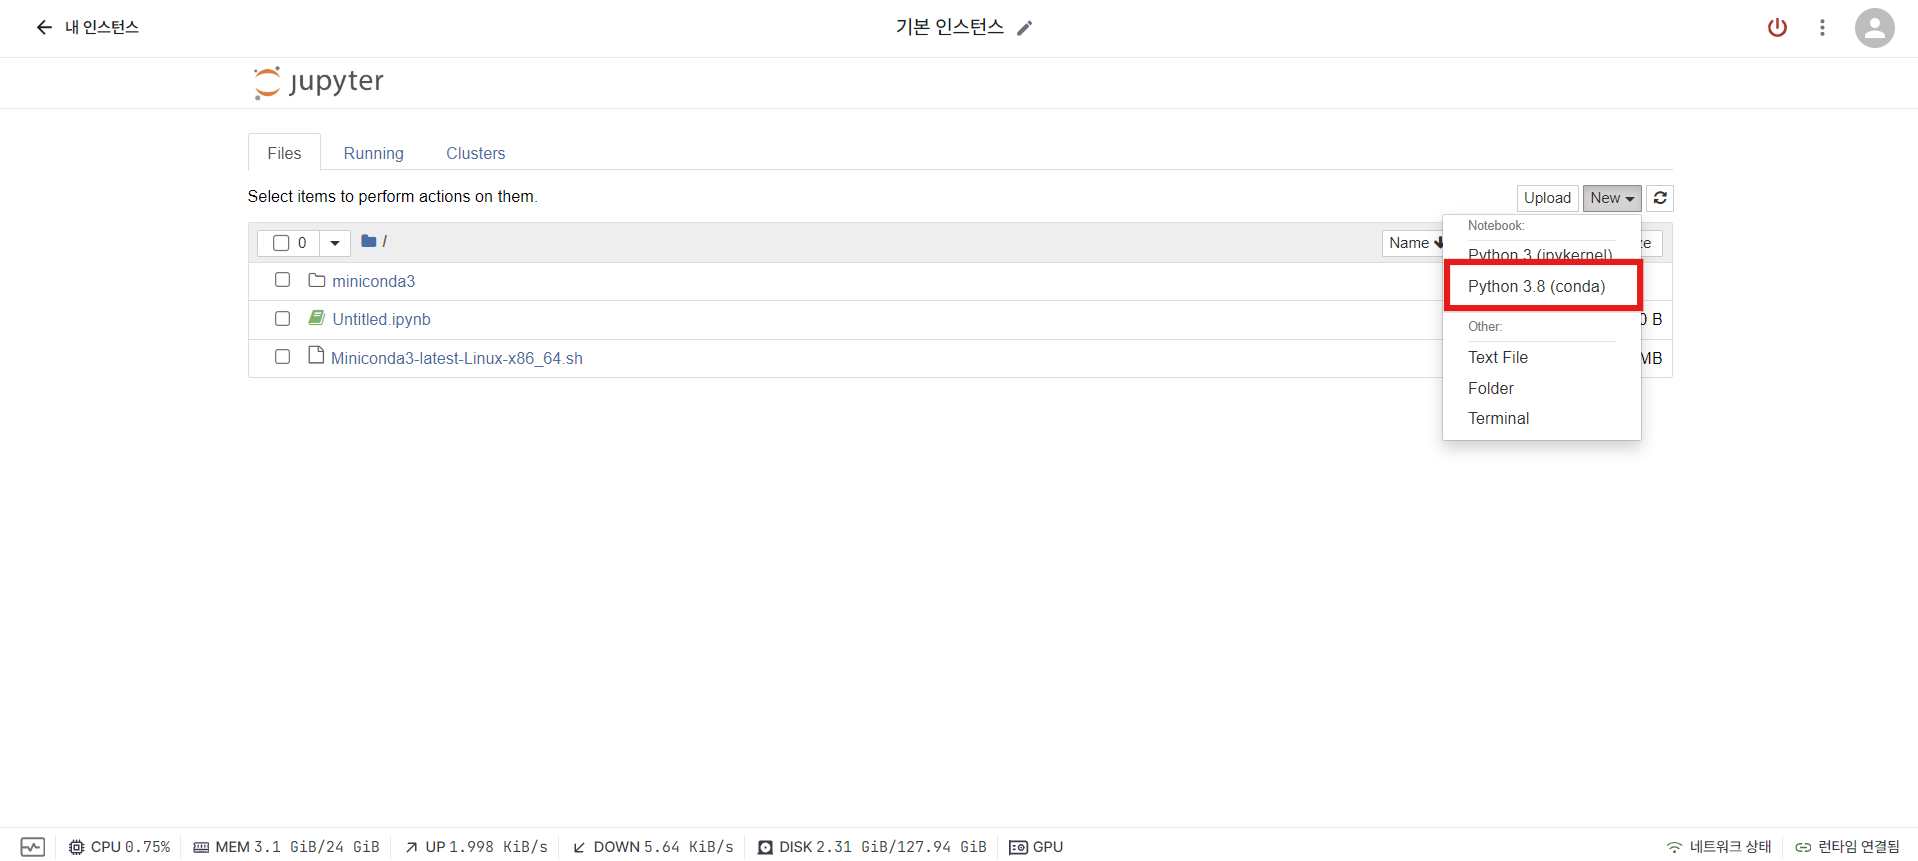 내 인스턴스
기본 인스턴스
jupyter
Files Running Clusters
Select items to perform actions on them.
Upload New
0 /
Name ze
Notebook:
Python 3 (ipykernel)
Python 3.8 (conda)
Other:
Text File
Folder
Terminal
miniconda3
Untitled.ipynb 0 B
Miniconda3-latest-Linux-x86_64.sh MB
CPU 0.75% MEM 3.1 GiB/24 GiB UP 1.998 KiB/s DOWN 5.64 KiB/s DISK 2.31 GiB/127.94 GiB GPU 네트워크 상태 런타임 연결됨